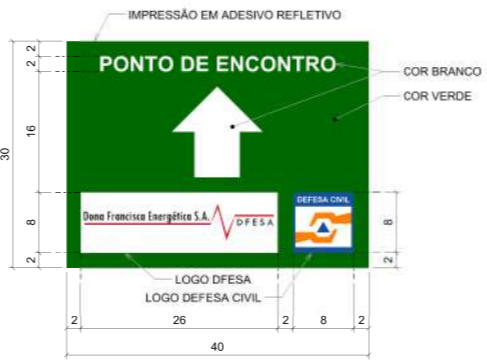 IMPRESSÃO EM ADESIVO REFLETIVO
PONTO DE ENCONTRO
COR BRANCO
COR VERDE
2
2
16
30
8
2
Dona Francisca Energética S.A.
DFESA
DEFESA CIVIL
8
2
LOGO DFESA
LOGO DEFESA CIVIL
2 26 2 8 2
40